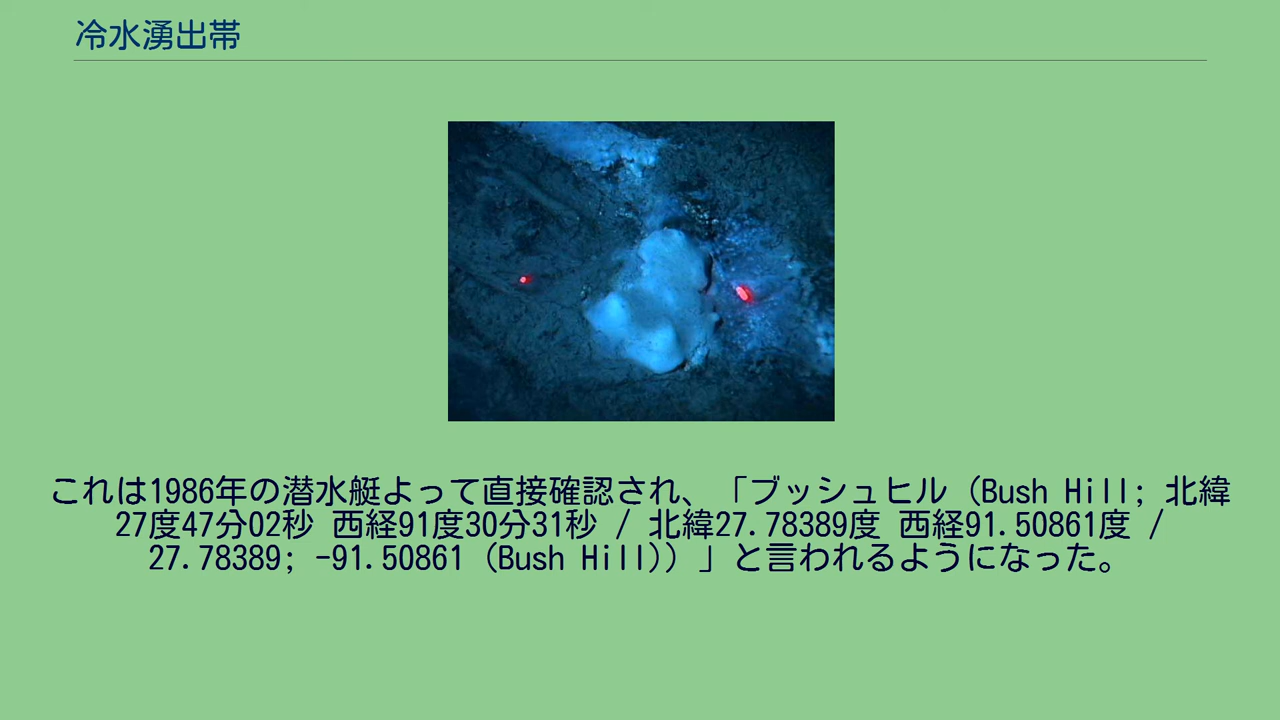 冷水湧出帯
これは1986年の潜水艇よって直接確認され、「ブッシュヒル（Bush Hill; 北緯
27度47分02秒 西経91度30分31秒 / 北緯27.78389度 西経91.50861度 /
27.78389; -91.50861 (Bush Hill)）」と言われるようになった。